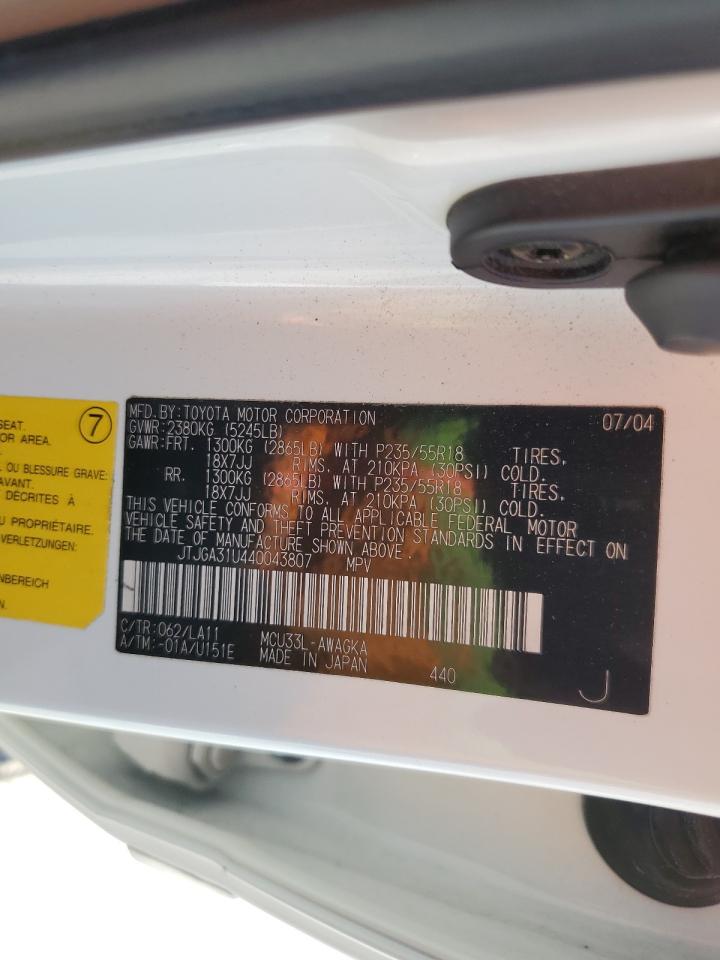 SEAT.
OR AREA.
7
L OU BLESSURE GRAVE:
AVANT.
DÉCRITES À
U PROPRIÉTAIRE.
VERLETZUNGEN:
NBEREICH
N.
MFD.BY:TOYOTA MOTOR CORPORATION 07/04
GVWR:2380KG (5245LB)
GAWR:FRT. 1300KG (2865LB) WITH P235/55R18 TIRES,
18X7JJ RIMS, AT 210KPA (30PSI) COLD.
RR. 1300KG (2865LB) WITH P235/55R18 TIRES,
18X7JJ RIMS, AT 210KPA (30PSI) COLD.
THIS VEHICLE CONFORMS TO ALL APPLICABLE FEDERAL MOTOR
VEHICLE SAFETY AND THEFT PREVENTION STANDARDS IN EFFECT ON
THE DATE OF MANUFACTURE SHOWN ABOVE.
JTJGA31U440043807 MPV
C/TR:062/LA11 MCU33L-AWAGKA
A/TM:-01A/U151E MADE IN JAPAN 440 J